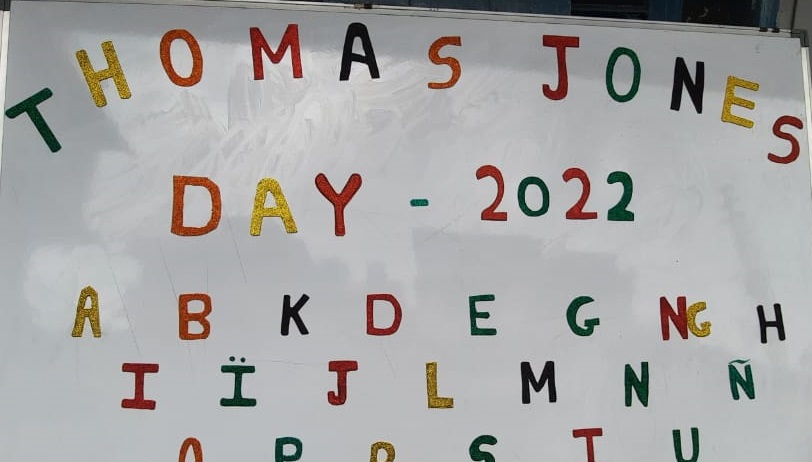 THOMAS JONES
DAY - 2022
A B K D E G NG H
I Ï J L M N Ñ
O P R S T U